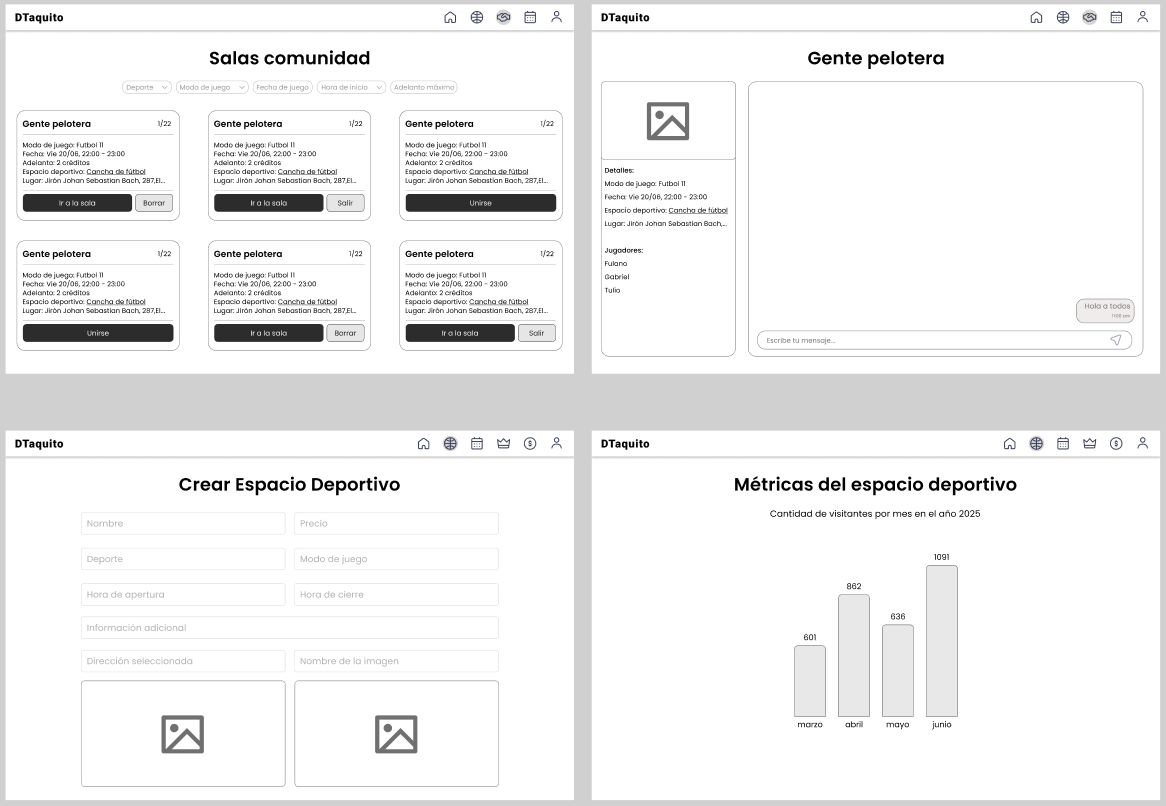 DTaquito
Salas comunidad
Deporte
Modo de juego
Fecha de juego
Hora de inicio
Adelanto máximo
Gente pelotera 1/22
Modo de juego: Futbol 11
Fecha: Vie 20/06, 22:00 - 23:00
Adelanto: 2 créditos
Espacio deportivo: Cancha de fútbol
Lugar: Jirón Johan Sebastian Bach, 287,El...
Ir a la sala Borrar
Gente pelotera 1/22
Modo de juego: Futbol 11
Fecha: Vie 20/06, 22:00 - 23:00
Adelanto: 2 créditos
Espacio deportivo: Cancha de fútbol
Lugar: Jirón Johan Sebastian Bach, 287,El...
Ir a la sala Salir
Gente pelotera 1/22
Modo de juego: Futbol 11
Fecha: Vie 20/06, 22:00 - 23:00
Adelanto: 2 créditos
Espacio deportivo: Cancha de fútbol
Lugar: Jirón Johan Sebastian Bach, 287,El...
Unirse
Gente pelotera 1/22
Modo de juego: Futbol 11
Fecha: Vie 20/06, 22:00 - 23:00
Adelanto: 2 créditos
Espacio deportivo: Cancha de fútbol
Lugar: Jirón Johan Sebastian Bach, 287,El...
Unirse
Gente pelotera 1/22
Modo de juego: Futbol 11
Fecha: Vie 20/06, 22:00 - 23:00
Adelanto: 2 créditos
Espacio deportivo: Cancha de fútbol
Lugar: Jirón Johan Sebastian Bach, 287,El...
Ir a la sala Borrar
Gente pelotera 1/22
Modo de juego: Futbol 11
Fecha: Vie 20/06, 22:00 - 23:00
Adelanto: 2 créditos
Espacio deportivo: Cancha de fútbol
Lugar: Jirón Johan Sebastian Bach, 287,El...
Ir a la sala Salir
DTaquito
Gente pelotera
Detalles:
Modo de juego: Futbol 11
Fecha: Vie 20/06, 22:00 - 23:00
Espacio deportivo: Cancha de fútbol
Lugar: Jirón Johan Sebastian Bach,...
Jugadores:
Fulano
Gabriel
Tulio
Hola a todos
Escribe tu mensaje...
DTaquito
Crear Espacio Deportivo
Nombre
Precio
Deporte
Modo de juego
Hora de apertura
Hora de cierre
Información adicional
Dirección seleccionada
Nombre de la imagen
DTaquito
Métricas del espacio deportivo
Cantidad de visitantes por mes en el año 2025
601
862
636
1091
marzo
abril
mayo
junio